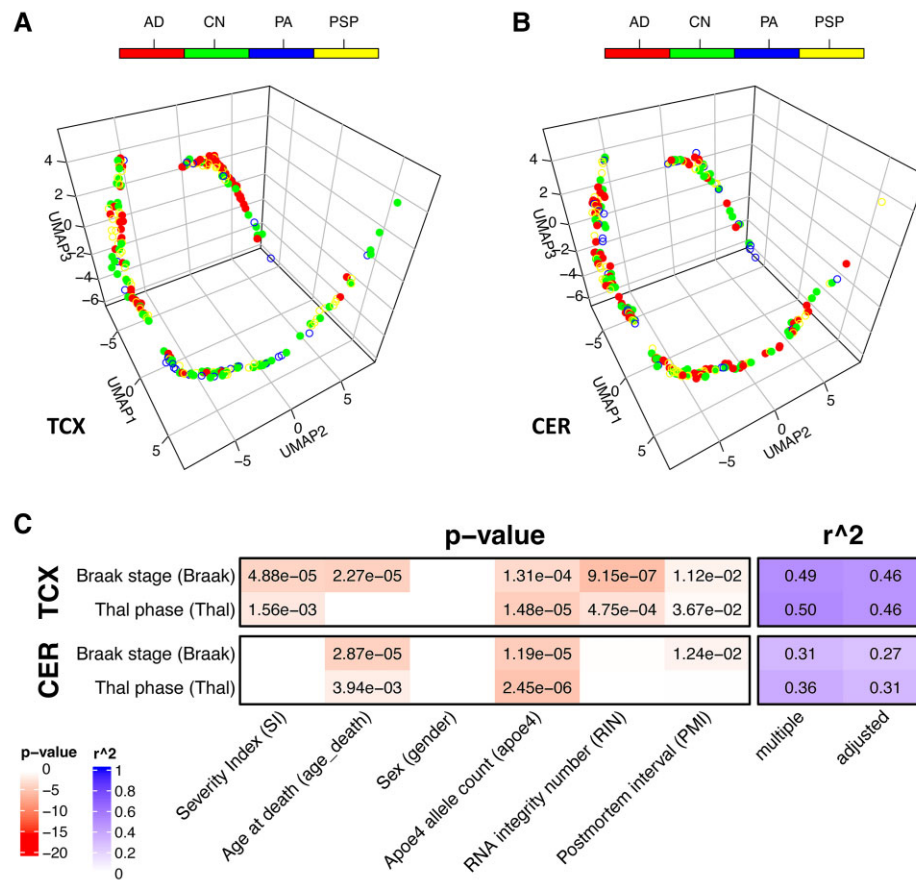 A
AD CN PA PSP
4
2
0
−2
−4
−6
UMAP3
−5
0
5
UMAP1
−5
0
5
UMAP2
TCX
B
AD CN PA PSP
4
2
0
−2
−4
−6
UMAP3
−5
0
5
UMAP1
−5
0
5
UMAP2
CER
C
p−value r^2
TCX
Braak stage (Braak) 4.88e−05 2.27e−05 1.31e−04 9.15e−07 1.12e−02 0.49 0.46
Thal phase (Thal) 1.56e−03 1.48e−05 4.75e−04 3.67e−02 0.50 0.46
CER
Braak stage (Braak) 2.87e−05 1.19e−05 1.24e−02 0.31 0.27
Thal phase (Thal) 3.94e−03 2.45e−06 0.36 0.31
Severity Index (SI)
Age at death (age_death)
Sex (gender)
Apoe4 allele count (apoe4)
RNA integrity number (RIN)
Postmortem interval (PMI)
multiple
adjusted
p−value
0
−5
−10
−15
−20
r^2
1
0.8
0.6
0.4
0.2
0